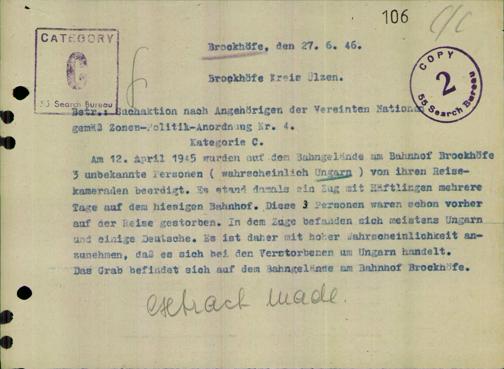 106
C/C
CATEGORY
C
55 Search Bureau
COPY
2
55 Search Bureau
Brockhöfe, den 27. 6. 46.
Brockhöfe Kreis Ülzen.
Betr.: Suchaktion nach Angehörigen der Vereinten Nation
gemäß Zonen-Politik-Anordnung Nr. 4.
Kategorie C.
Am 12. April 1945 wurden auf dem Bahngelände am Bahnhof Brockhöfe
3 unbekannte Personen ( wahrscheinlich Ungarn ) von ihren Reise-
kameraden beerdigt. Es stand damals ein Zug mit Häftlingen mehrere
Tage auf dem hiesigen Bahnhof. Diese 3 Personen waren schon vorher
auf der Reise gestorben. In dem Zuge befanden sich meistens Ungarn
und einige Deutsche. Es ist daher mit hoher Wahrscheinlichkeit an-
zunehmen, daß es sich bei den Verstorbenen um Ungarn handelt.
Das Grab befindet sich auf dem Bahngelände am Bahnhof Brockhöfe.
extract made.